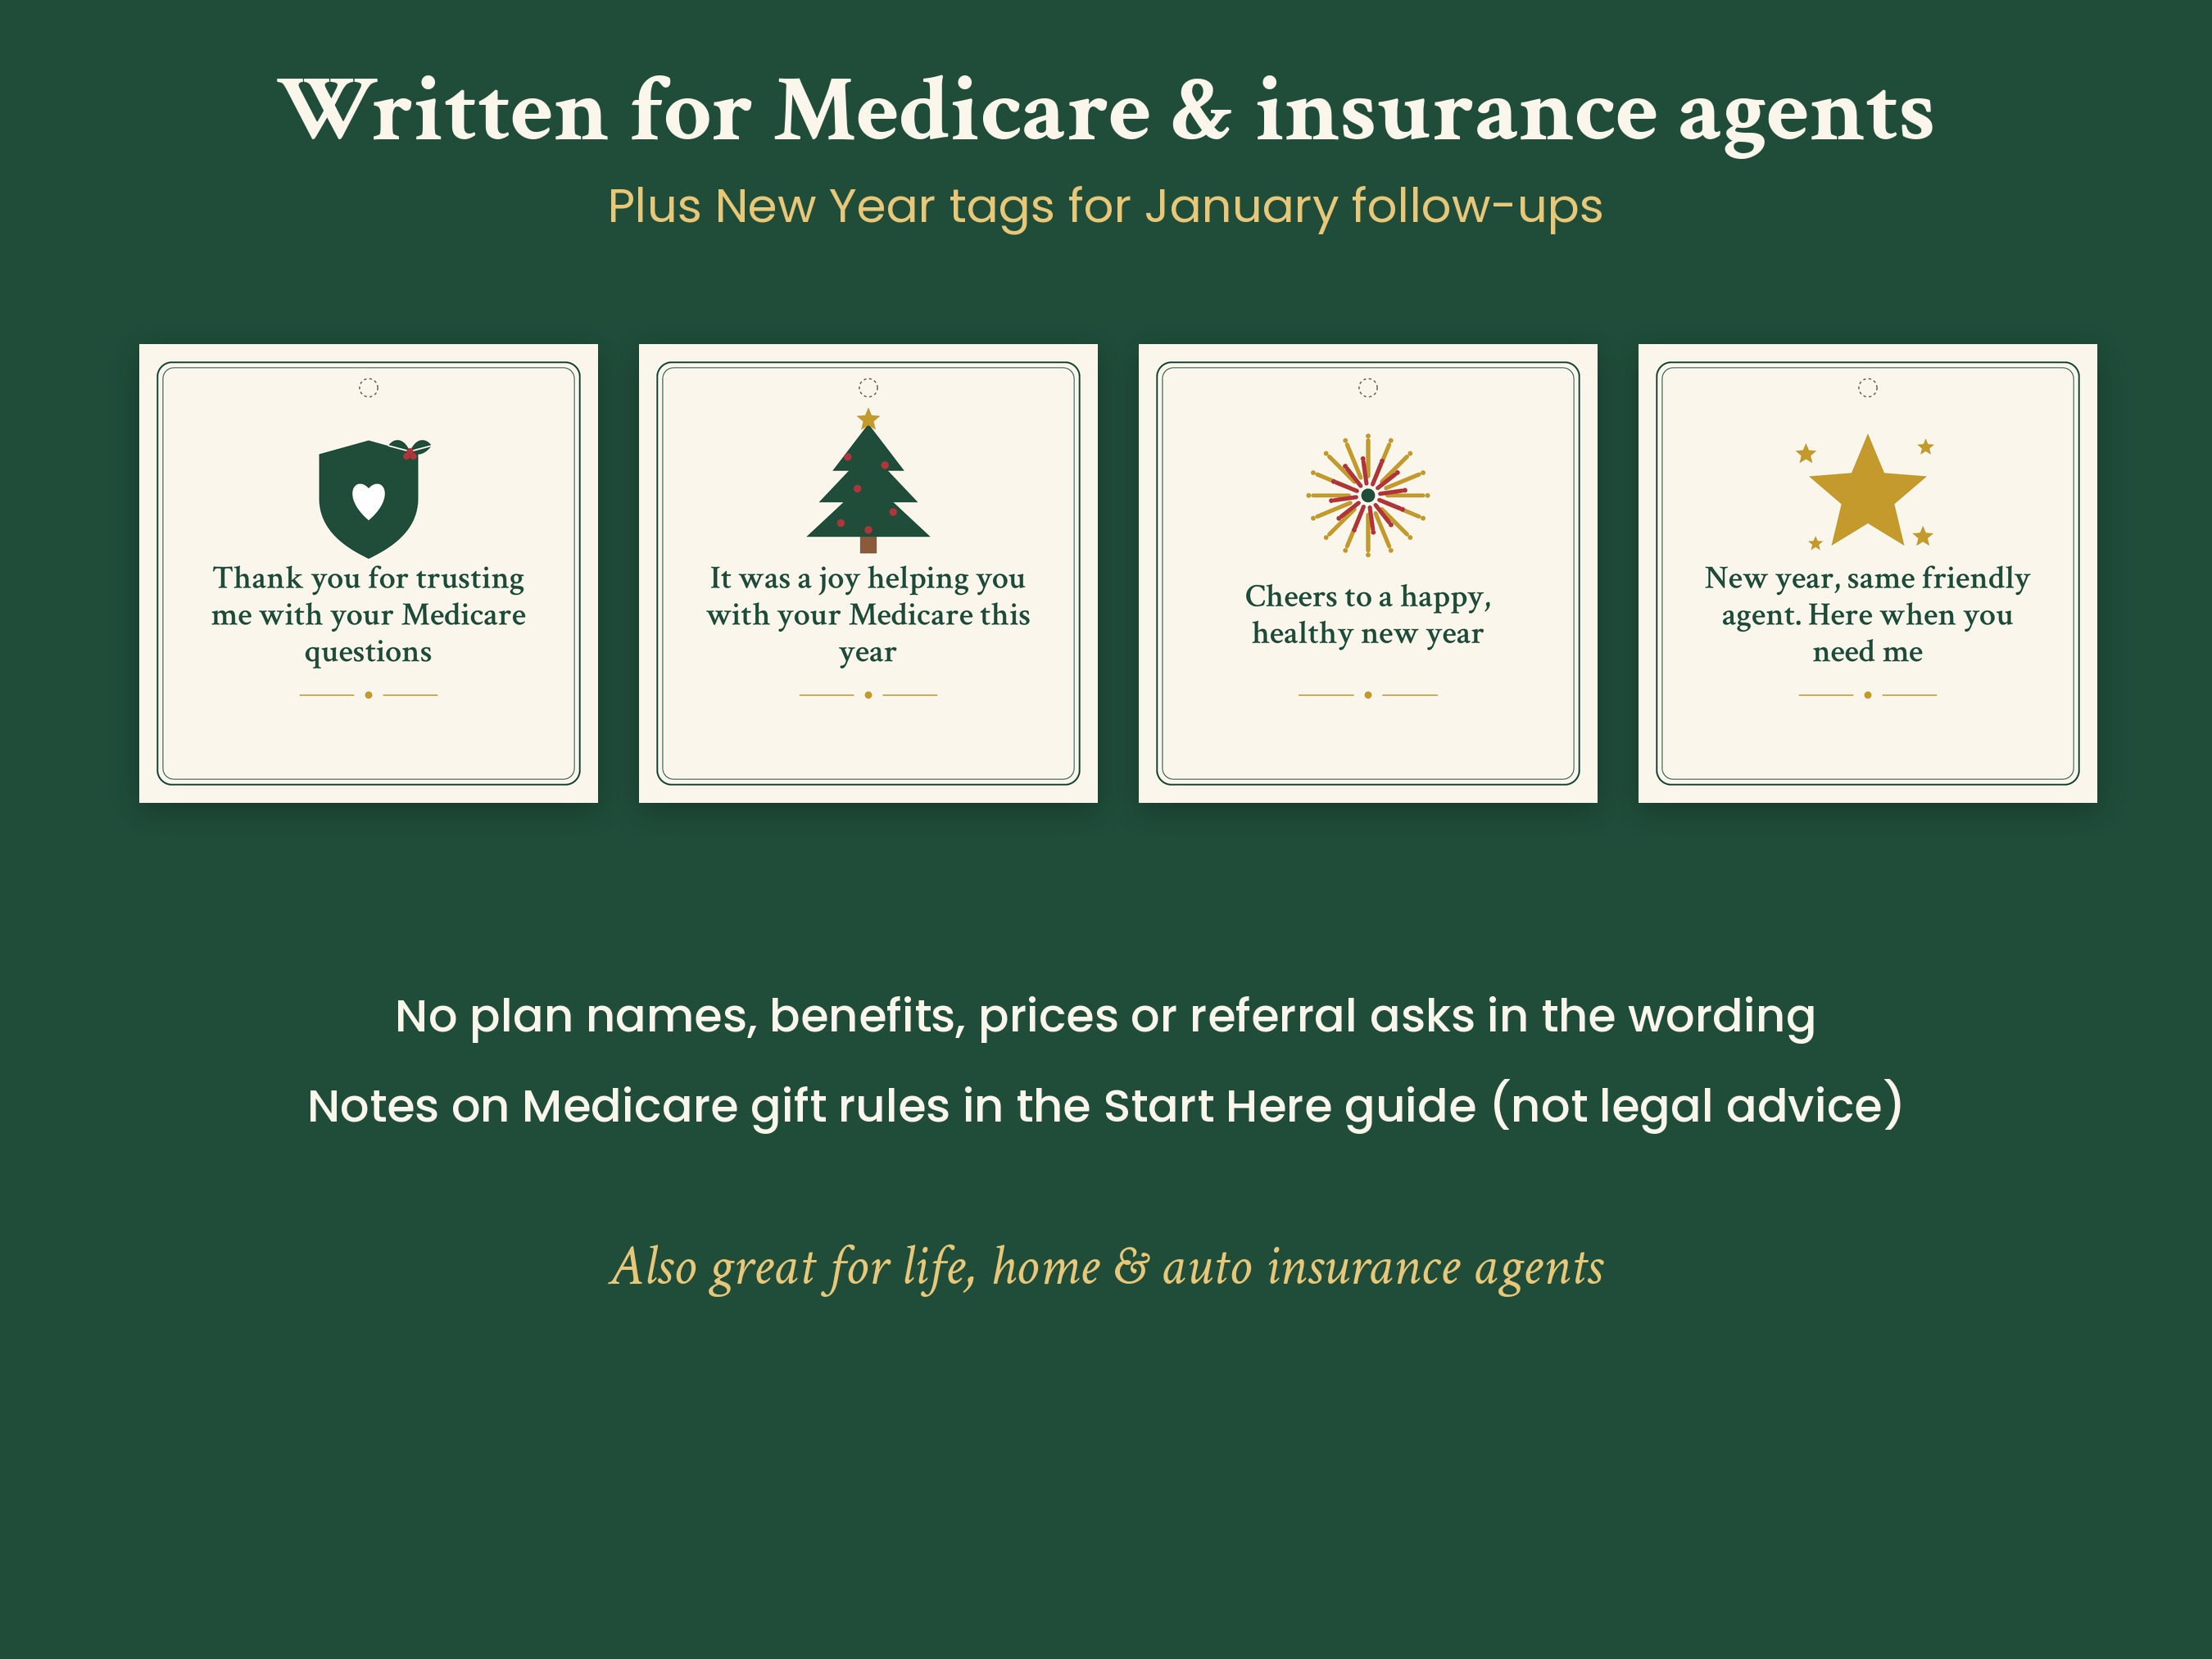 Written for Medicare & insurance agents
Plus New Year tags for January follow-ups
Thank you for trusting
me with your Medicare
questions
It was a joy helping you
with your Medicare this
year
Cheers to a happy,
healthy new year
New year, same friendly
agent. Here when you
need me
No plan names, benefits, prices or referral asks in the wording
Notes on Medicare gift rules in the Start Here guide (not legal advice)
Also great for life, home & auto insurance agents